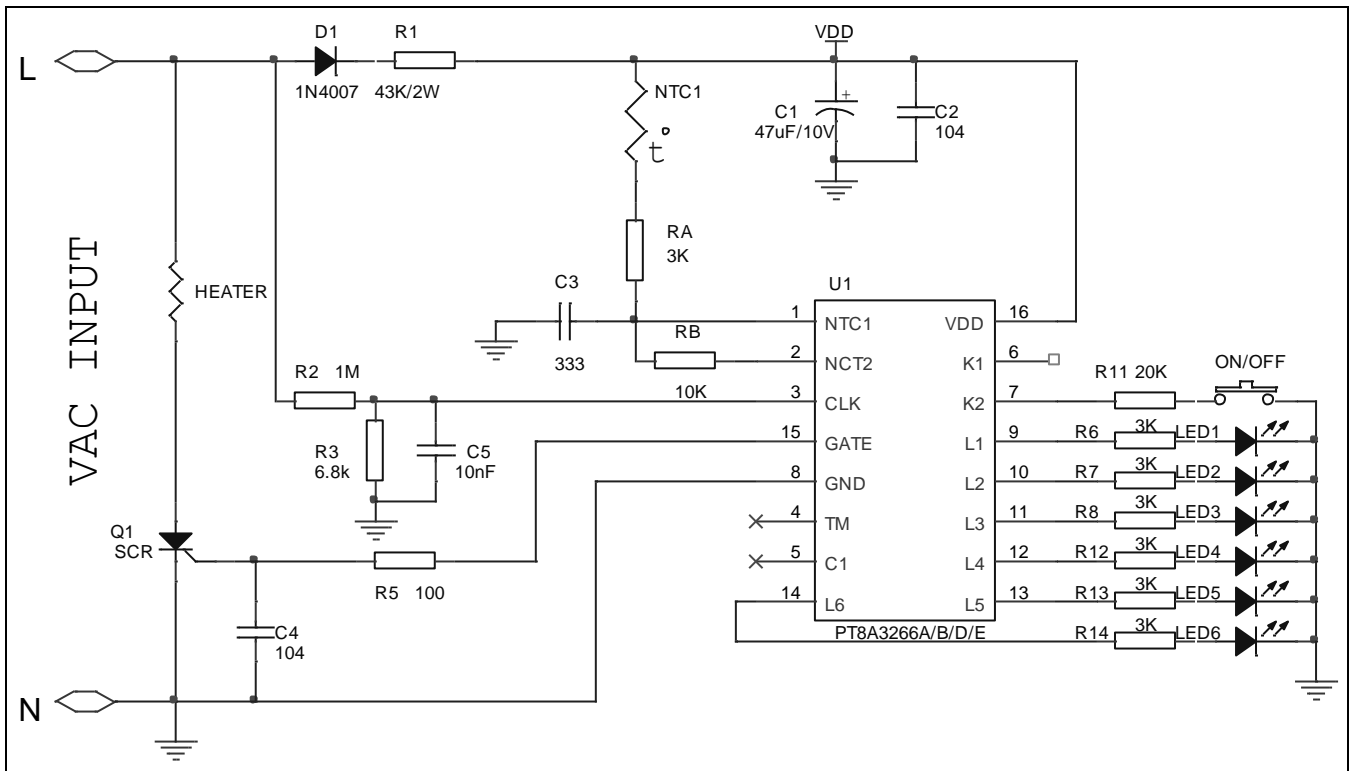 D1 R1 VDD
L
1N4007 43K/2W
NTC1
t°
C1 + C2
47uF/10V 104
RA
3K
VAC INPUT
HEATER
C3
333
U1
RB
10K
1 NTC1 VDD 16
2 NCT2 K1 6
3 CLK K2 7
15 GATE L1 9
8 GND L2 10
4 TM L3 11
5 C1 L4 12
14 L6 L5 13
PT8A3266A/B/D/E
R2 1M
R3
6.8k
C5
10nF
ON/OFF
R11 20K
R6 3K LED1
R7 3K LED2
R8 3K LED3
R12 3K LED4
R13 3K LED5
R14 3K LED6
Q1
SCR
R5 100
C4
104
N